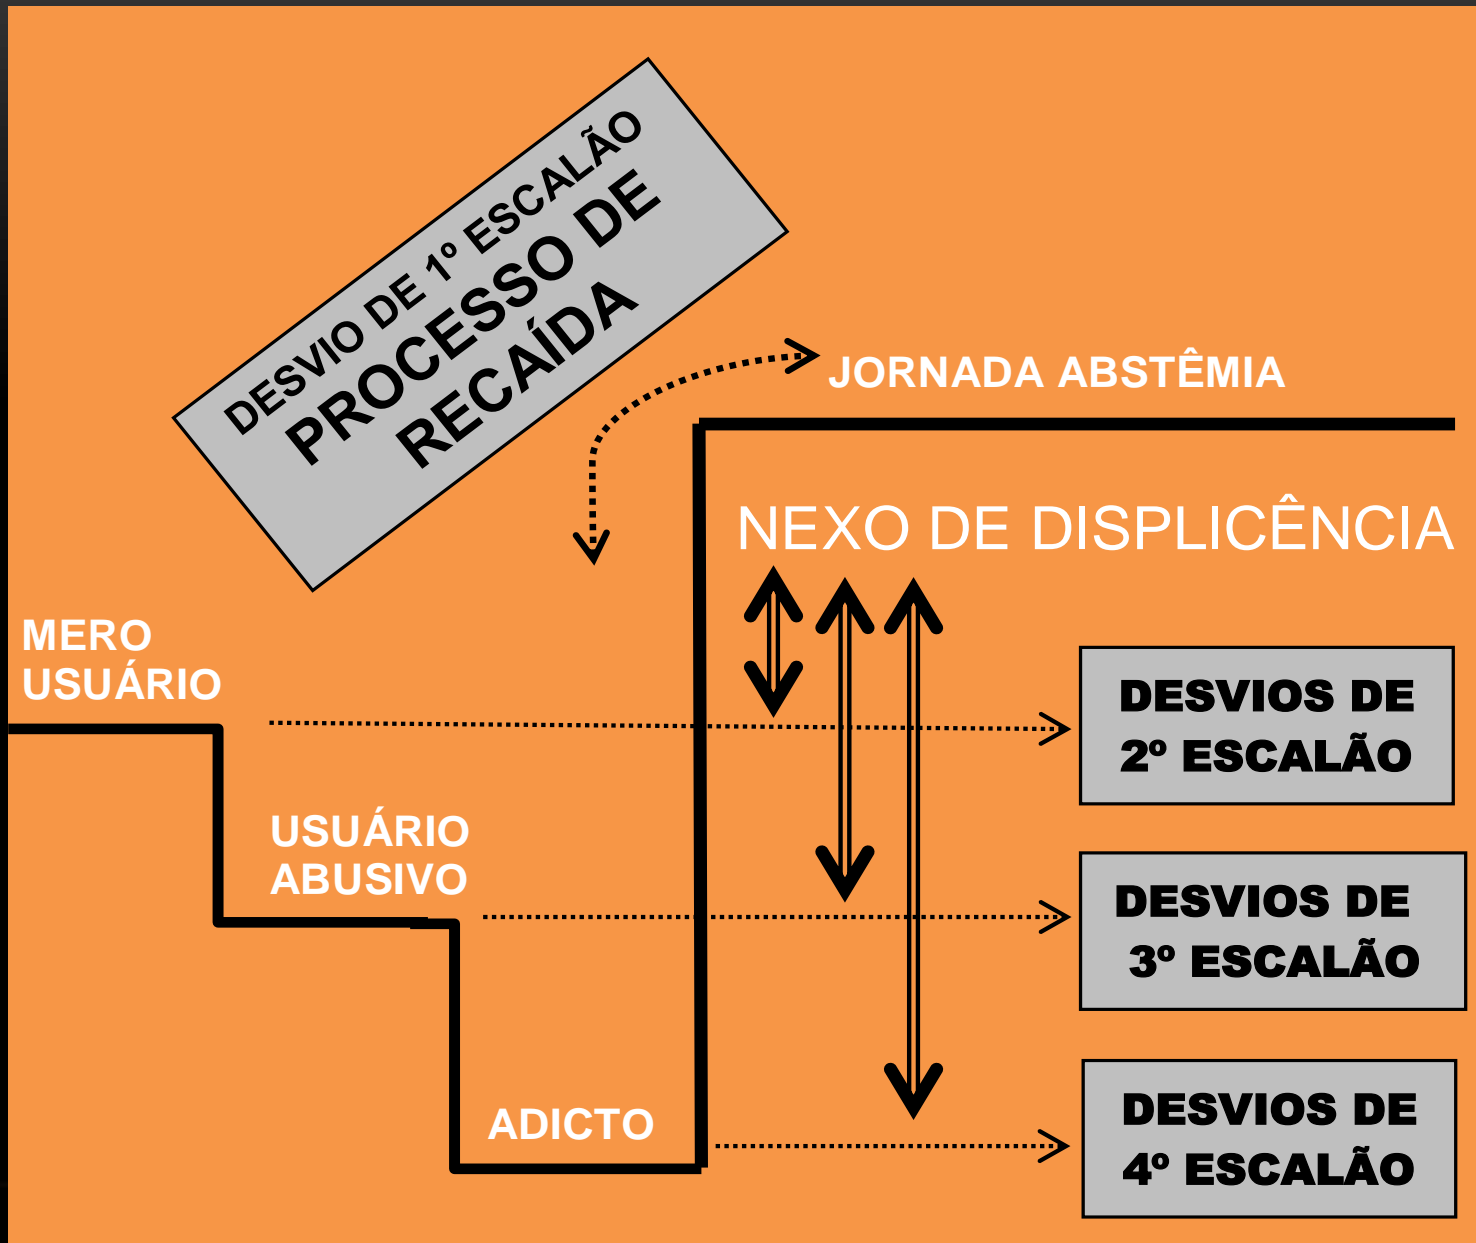 DESVIO DE 1º ESCALÃO
PROCESSO DE
RECAÍDA
JORNADA ABSTÊMIA
NEXO DE DISPLICÊNCIA
MERO
USUÁRIO
DESVIOS DE
2º ESCALÃO
USUÁRIO
ABUSIVO
DESVIOS DE
3º ESCALÃO
ADICTO
DESVIOS DE
4º ESCALÃO